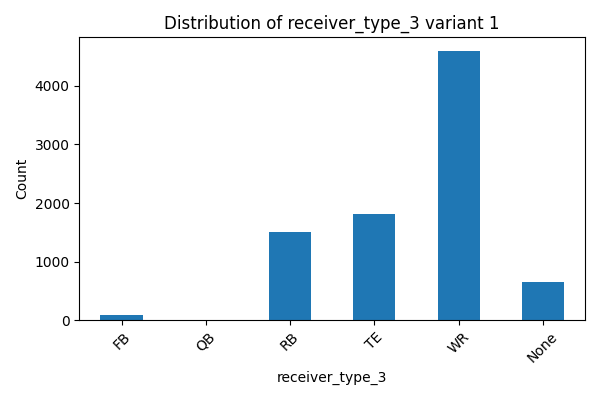 Distribution of receiver_type_3 variant 1
Count
4000
3000
2000
1000
0
FB
QB
RB
TE
WR
None
receiver_type_3